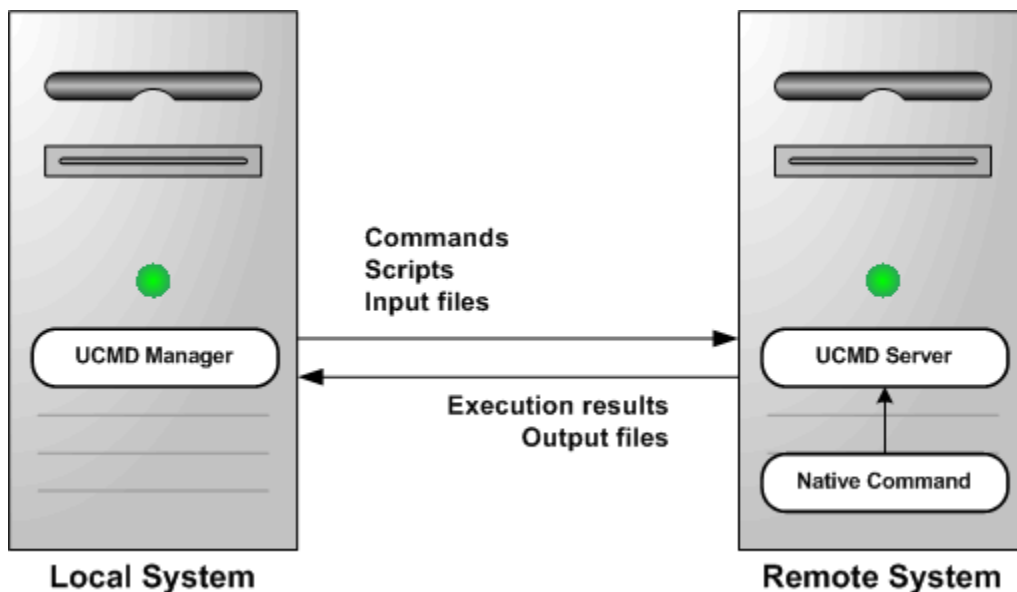 Commands
Scripts
Input files
UCMD Manager
UCMD Server
Execution results
Output files
Native Command
Local System
Remote System